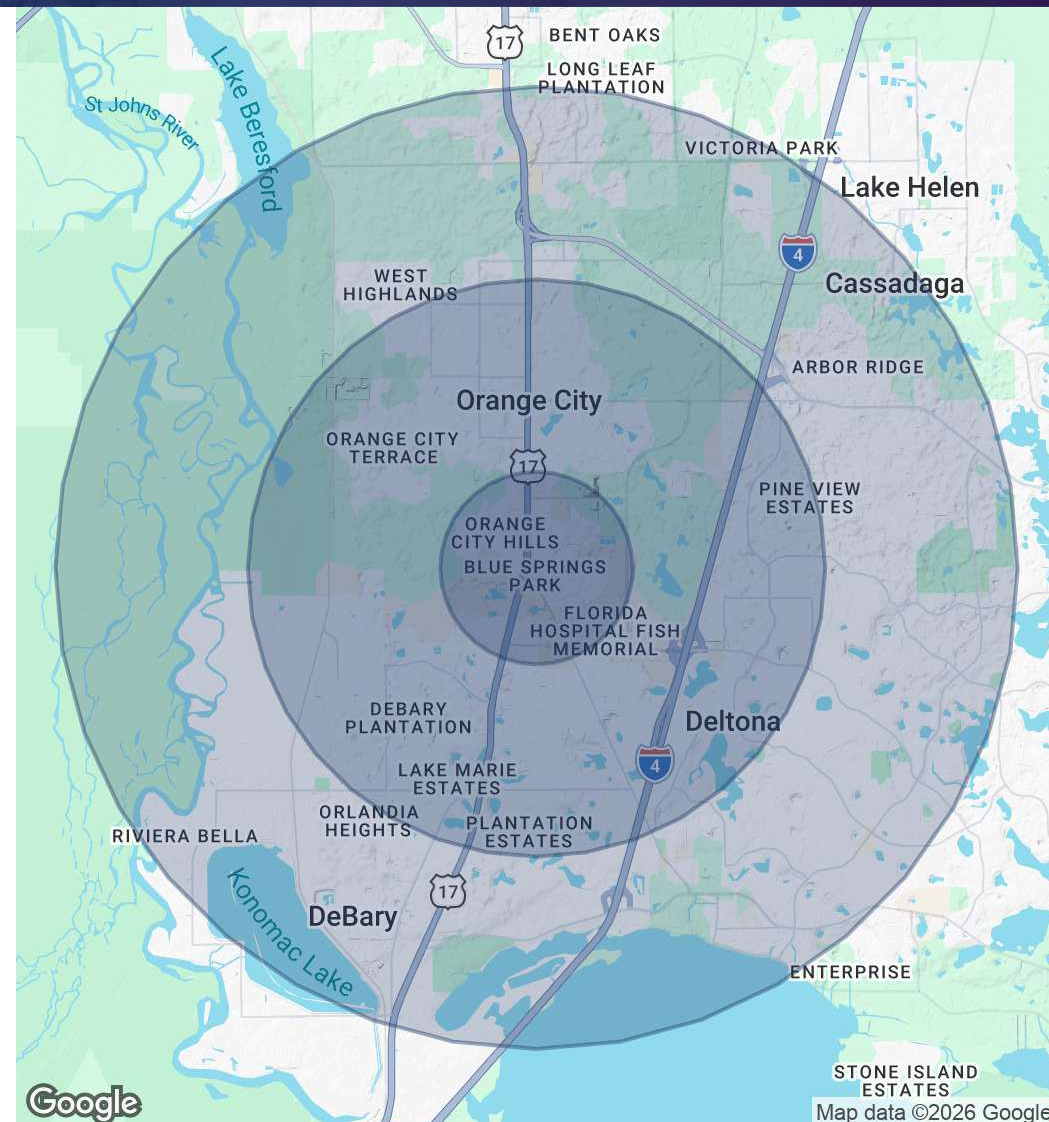 17
BENT OAKS
LONG LEAF
PLANTATION
St Johns River
Lake Beresford
VICTORIA PARK
Lake Helen
4
Cassadaga
WEST
HIGHLANDS
ARBOR RIDGE
Orange City
ORANGE CITY
TERRACE
17
PINE VIEW
ESTATES
ORANGE
CITY HILLS
BLUE SPRINGS
PARK
FLORIDA
HOSPITAL FISH
MEMORIAL
DEBARY
PLANTATION
Deltona
4
LAKE MARIE
ESTATES
ORLANDIA
HEIGHTS
PLANTATION
ESTATES
RIVIERA BELLA
17
Konomac Lake
DeBary
ENTERPRISE
STONE ISLAND
ESTATES
Google
Map data ©2026 Google